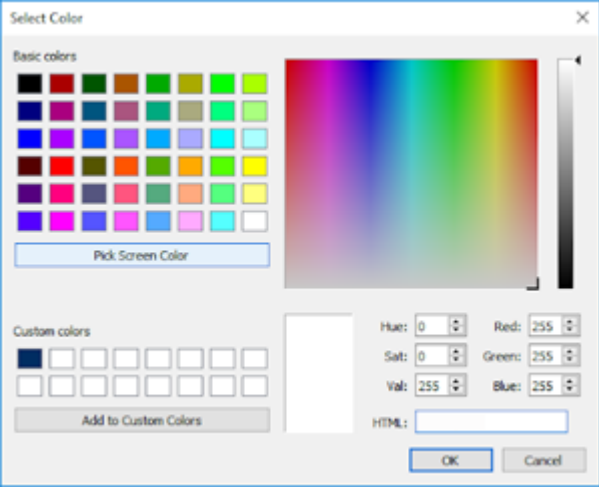 Select Color
Basic colors
Pick Screen Color
Custom colors
Add to Custom Colors
Hue: 0 Red: 255
Sat: 0 Green: 255
Val: 255 Blue: 255
HTML:
OK Cancel